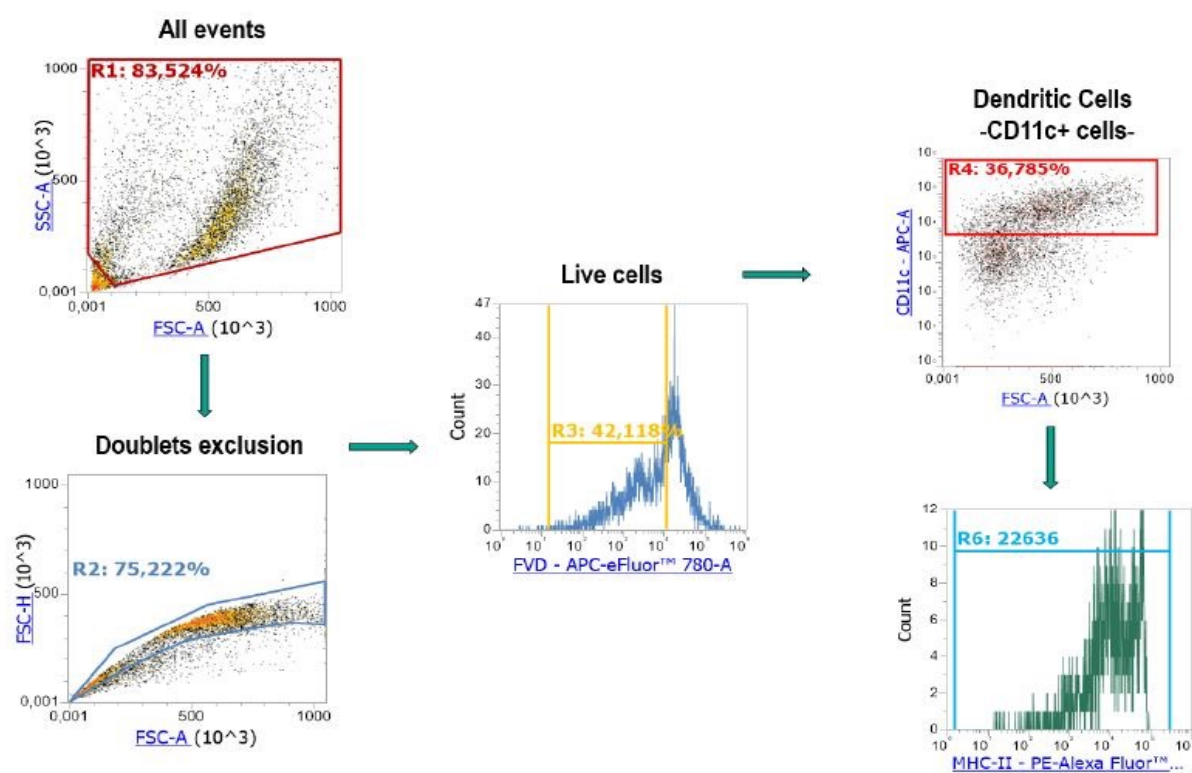 All events
1000
R1: 83,524%
SSC-A (10^3)
500
0,001
0,001
500
1000
FSC-A (10^3)
Doublets exclusion
1000
R2: 75,222%
FSC-H (10^3)
500
0,001
0,001
500
1000
FSC-A (10^3)
Live cells
47
40
30
R3: 42,118%
Count
20
10
0
FVD - APC-eFluor™ 780-A
Dendritic Cells
-CD11c+ cells-
R4: 36,785%
CD11c - APC-A
0,001
500
1000
FSC-A (10^3)
12
R6: 22636
10
8
Count
6
4
2
0
MHC-II - PE-Alexa Fluor™...